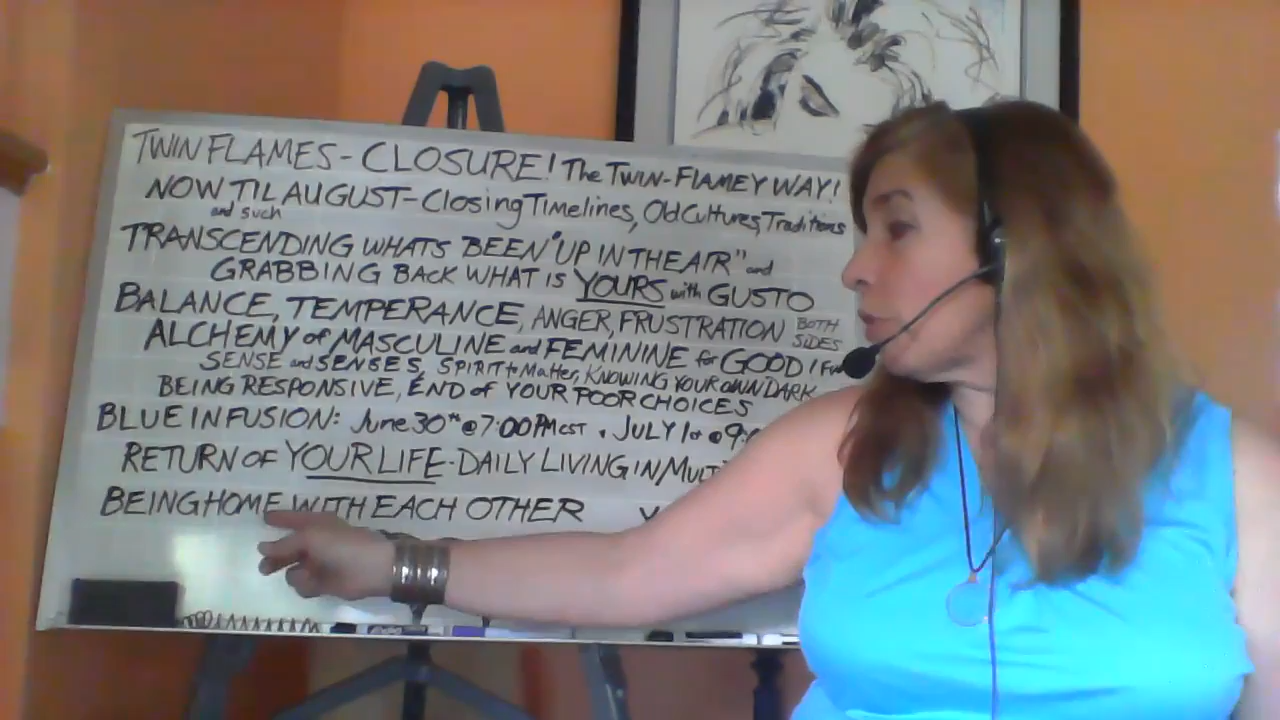 TWIN FLAMES - CLOSURE! The TWIN-FLAMEY WAY!
NOW TIL AUGUST - Closing Timelines, Old Cultures, Traditions
and such
TRANSCENDING WHATS BEEN "UP IN THE AIR" and
GRABBING BACK WHAT IS YOURS with GUSTO
BALANCE, TEMPERANCE, ANGER, FRUSTRATION BOTH SIDES
ALCHEMY of MASCULINE and FEMININE for GOOD!
SENSE and SENSES, SPIRIT to Matter, KNOWING YOUR OWN DARK
BEING RESPONSIVE, END of YOUR POOR CHOICES
BLUE INFUSION: June 30th @ 7:00PM CST, JULY 1st @ 9:
RETURN OF YOUR LIFE - DAILY LIVING IN MULT
BEING HOME WITH EACH OTHER